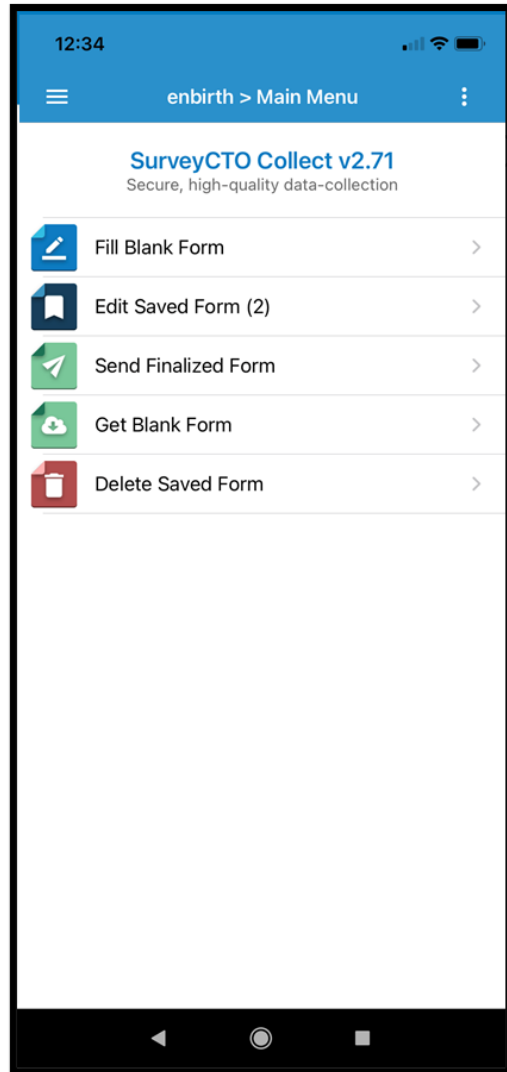 12:34
enbirth > Main Menu
SurveyCTO Collect v2.71
Secure, high-quality data-collection
Fill Blank Form
Edit Saved Form (2)
Send Finalized Form
Get Blank Form
Delete Saved Form